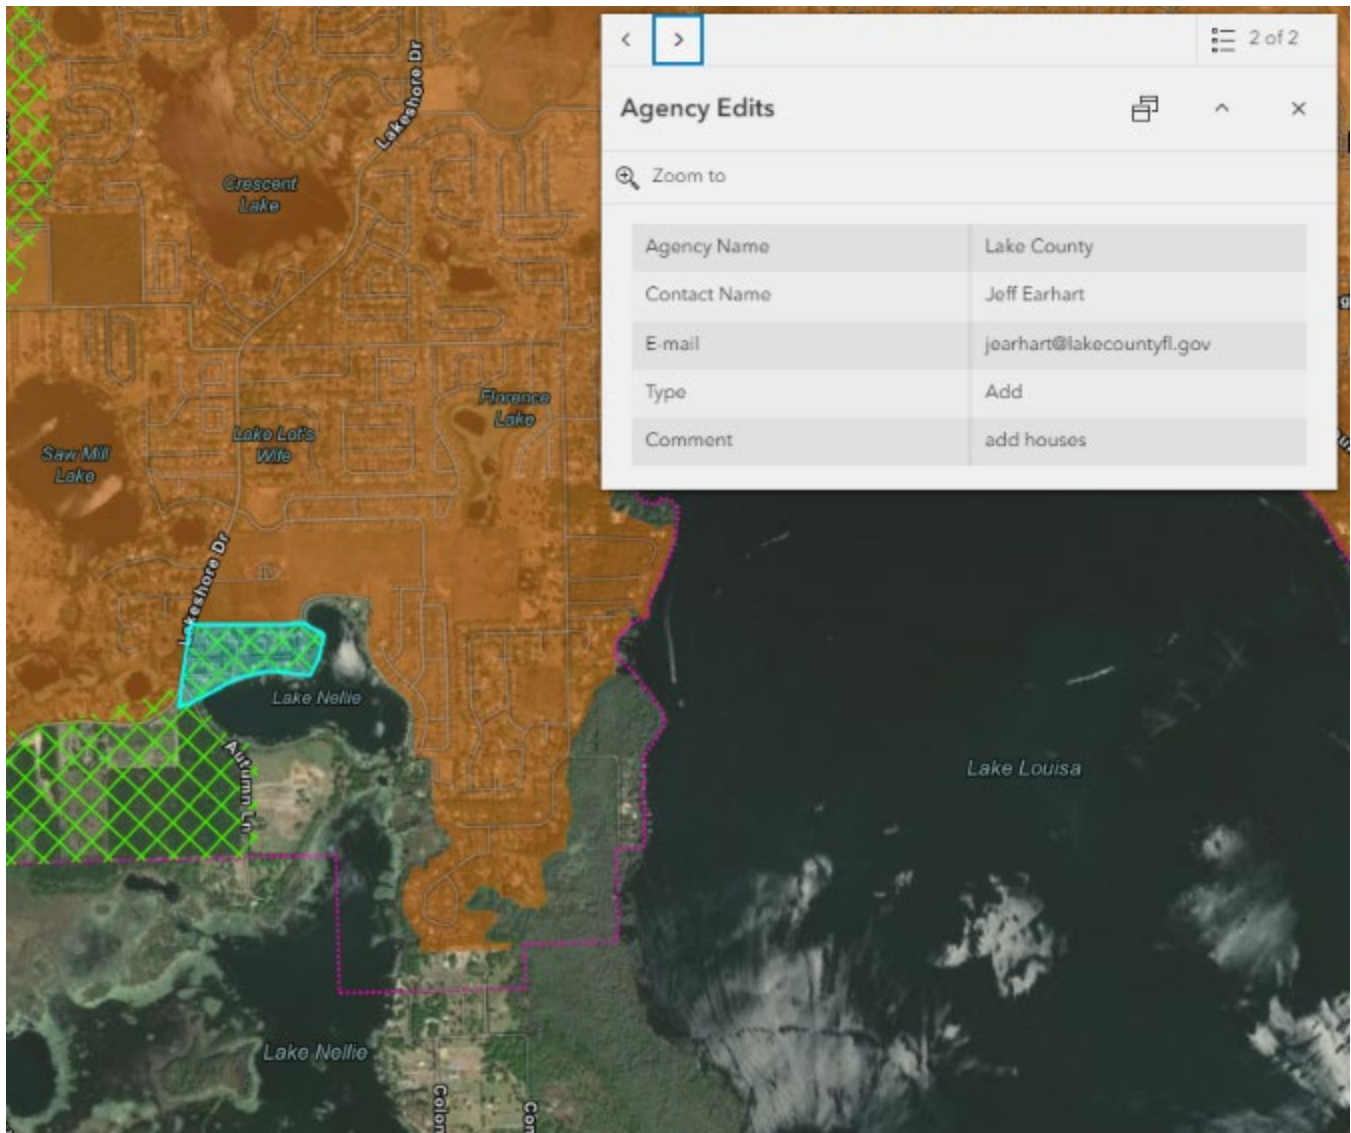 2 of 2
Agency Edits
Zoom to
Agency Name Lake County
Contact Name Jeff Earhart
E-mail jearhart@lakecountyfl.gov
Type Add
Comment add houses
Lakeshore Dr
Crescent
Lake
Florence
Lake
Lake Lot's
Wife
Saw Mill
Lake
Lakeshore Dr
Lake Nellie
Autumn Ln
Lake Louisa
Lake Nellie
Colon
Con